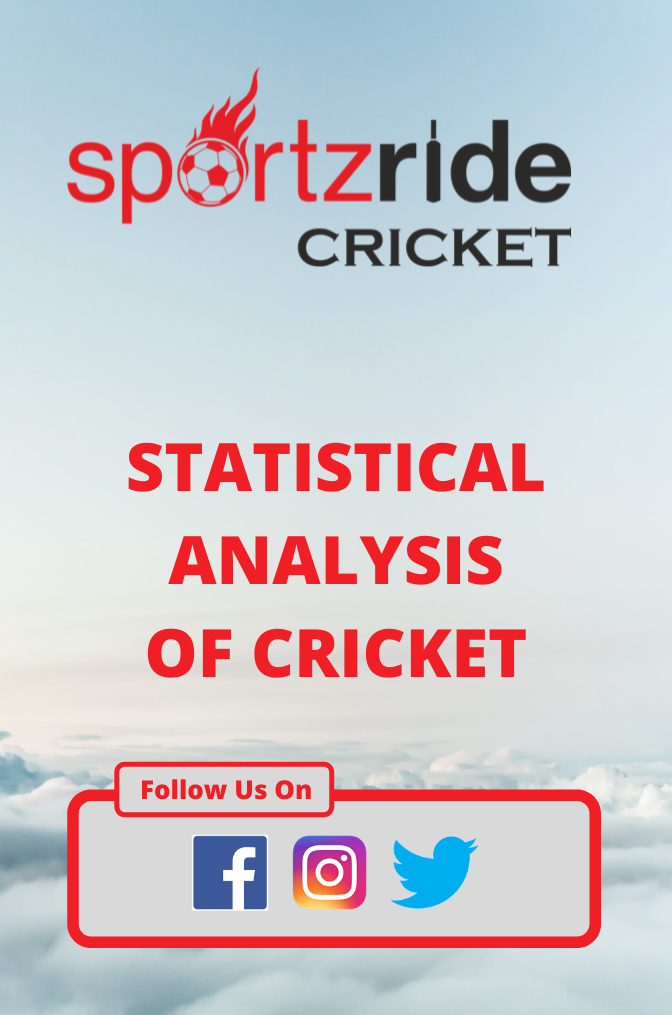 sportzride
CRICKET
STATISTICAL
ANALYSIS
OF CRICKET
Follow Us On